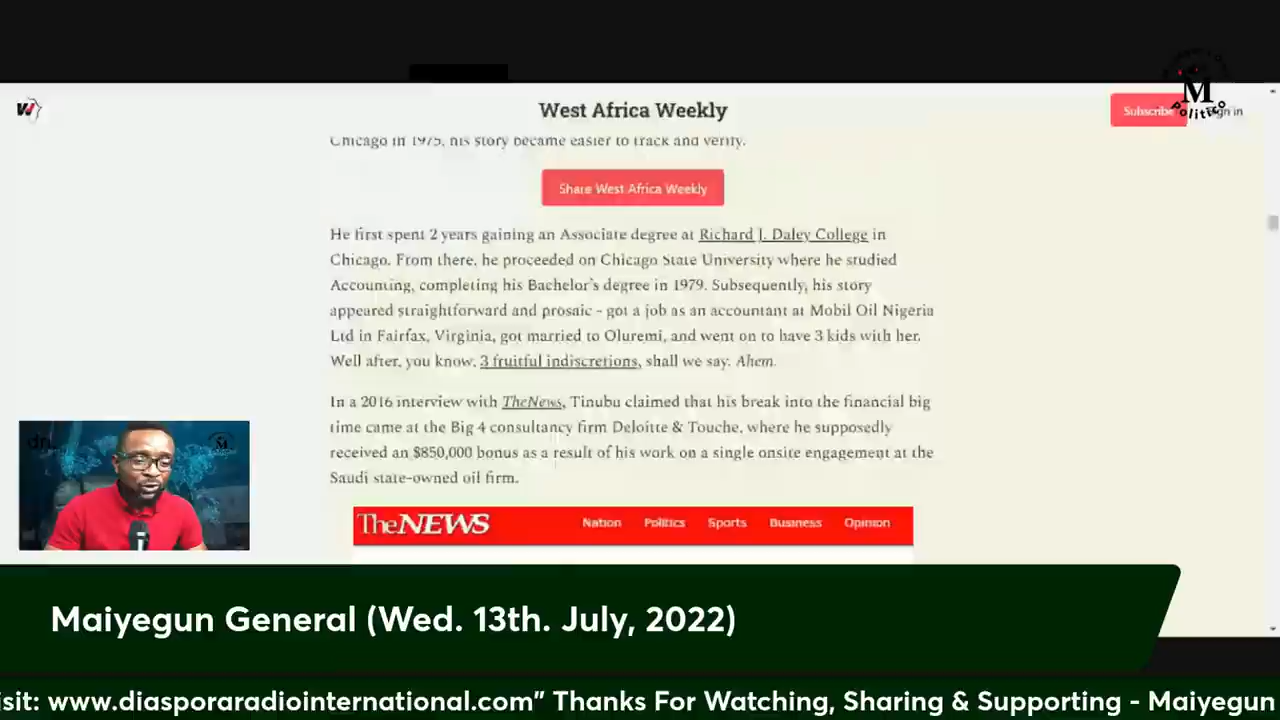 West Africa Weekly
Subscribe
Sign in
M
Politico
Chicago in 1975, his story became easier to track and verify.
Share West Africa Weekly
He first spent 2 years gaining an Associate degree at Richard J. Daley College in
Chicago. From there, he proceeded on Chicago State University where he studied
Accounting, completing his Bachelor's degree in 1979. Subsequently, his story
appeared straightforward and prosaic - got a job as an accountant at Mobil Oil Nigeria
Ltd in Fairfax, Virginia, got married to Oluremi, and went on to have 3 kids with her.
Well after, you know, 3 fruitful indiscretions, shall we say. Ahem.
In a 2016 interview with TheNews, Tinubu claimed that his break into the financial big
time came at the Big 4 consultancy firm Deloitte & Touche, where he supposedly
received an $850,000 bonus as a result of his work on a single onsite engagement at the
Saudi state-owned oil firm.
TheNEWS
Nation Politics Sports Business Opinion
Maiyegun General (Wed. 13th. July, 2022)
isit: www.diasporaradiointernational.com” Thanks For Watching, Sharing & Supporting - Maiyegun